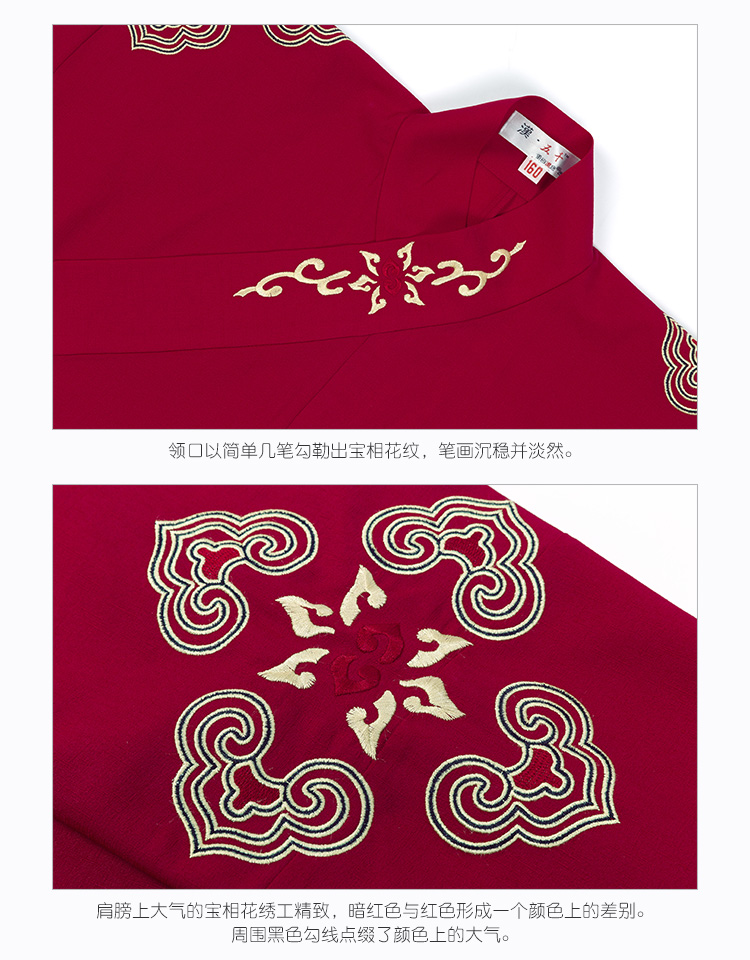 漢·五十
160
领口以简单几笔勾勒出宝相花纹，笔画沉稳并淡然。
肩膀上大气的宝相花绣工精致，暗红色与红色形成一个颜色上的差别。
周围黑色勾线点缀了颜色上的大气。